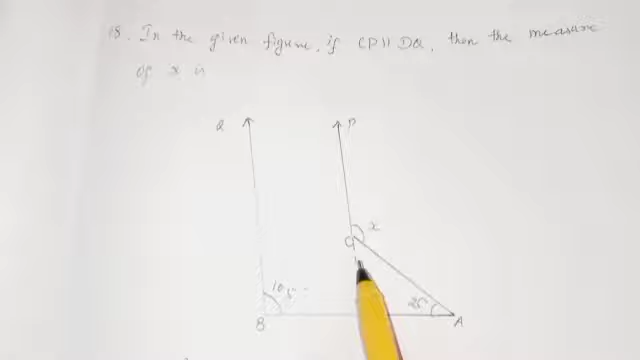 18. In the given figure, if CP || DQ, then the measure
of x is
Q
P
x
C
105°
25°
B
A